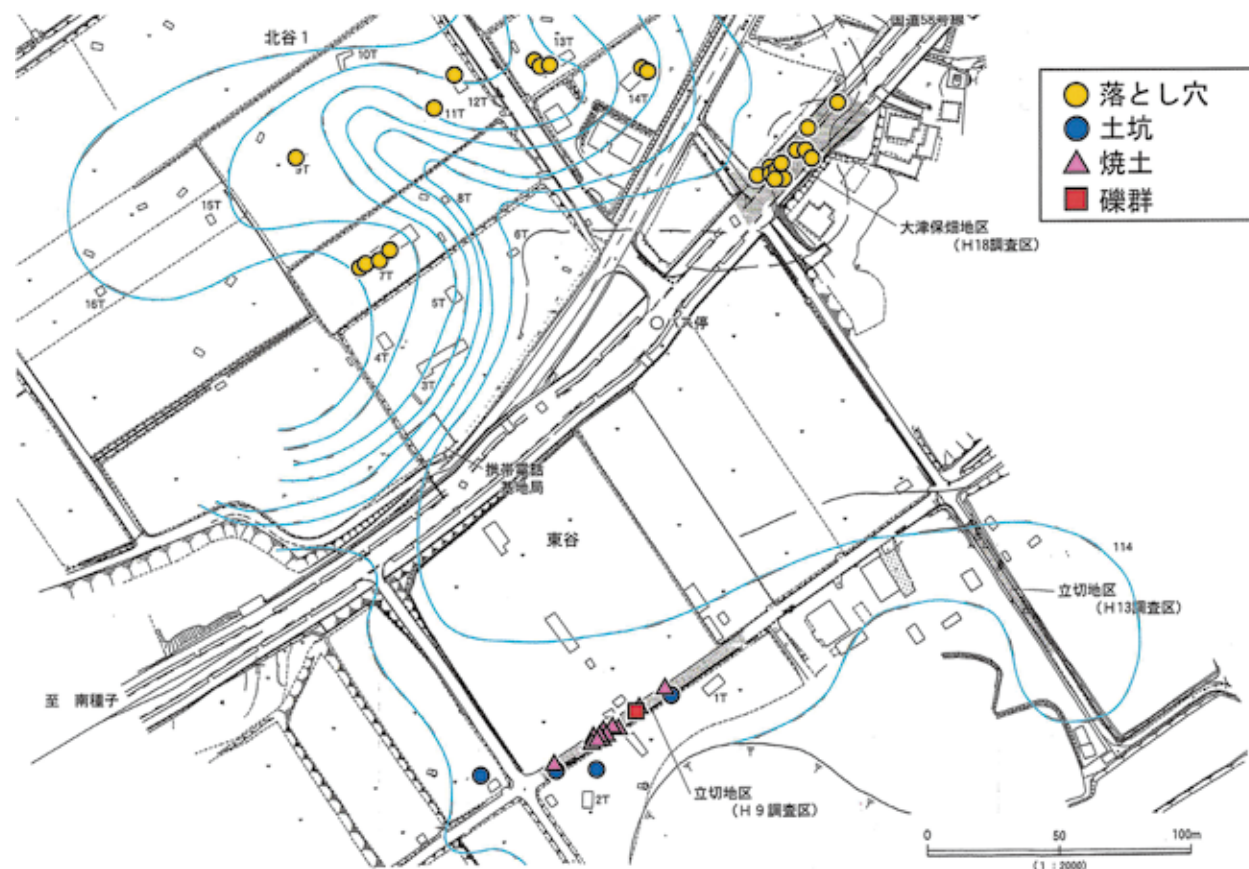 国道58号線
北谷1
13T
10T
14T
12T
11T
9T
8T
15T
6T
7T
16T
5T
4T
3T
落とし穴
土坑
焼土
礫群
大津保畑地区
(H18調査区)
バス停
携帯電話
基地局
東谷
114
立切地区
(H13調査区)
至 南種子
1T
2T
立切地区
(H9調査区)
0
50
100m
(1:2000)